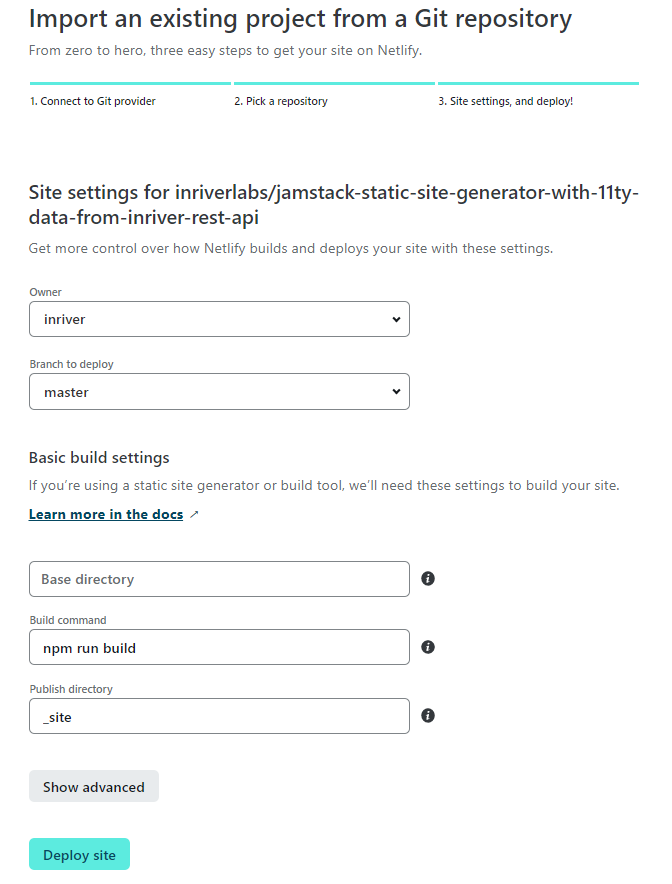 Import an existing project from a Git repository
From zero to hero, three easy steps to get your site on Netlify.
1. Connect to Git provider
2. Pick a repository
3. Site settings, and deploy!
Site settings for inriverlabs/jamstack-static-site-generator-with-11ty-
data-from-inriver-rest-api
Get more control over how Netlify builds and deploys your site with these settings.
Owner
inriver
Branch to deploy
master
Basic build settings
If you’re using a static site generator or build tool, we’ll need these settings to build your site.
Learn more in the docs ↗
Base directory
Build command
npm run build
Publish directory
_site
Show advanced
Deploy site